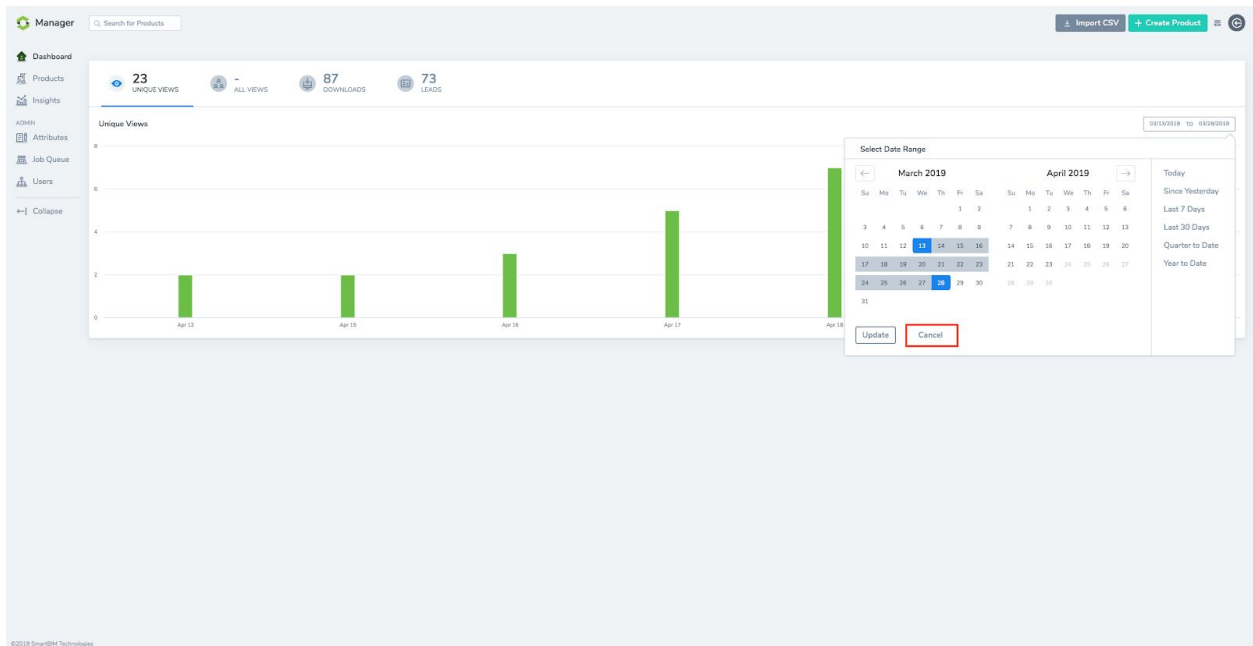 Manager
Search for Products
Import CSV
+ Create Product
Dashboard
Products
Insights
ADMIN
Attributes
Job Queue
Users
Collapse
23
UNIQUE VIEWS
-
ALL VIEWS
87
DOWNLOADS
73
LEADS
Unique Views
03/13/2019 TO 03/28/2019
8
6
4
2
0
Apr 13
Apr 15
Apr 16
Apr 17
Apr 18
Select Date Range
March 2019
Su Mo Tu We Th Fr Sa
1 2
3 4 5 6 7 8 9
10 11 12 13 14 15 16
17 18 19 20 21 22 23
24 25 26 27 28 29 30
31
April 2019
Su Mo Tu We Th Fr Sa
1 2 3 4 5 6
7 8 9 10 11 12 13
14 15 16 17 18 19 20
21 22 23 24 25 26 27
28 29 30
Today
Since Yesterday
Last 7 Days
Last 30 Days
Quarter to Date
Year to Date
Update
Cancel
©2019 SmartBIM Technologies